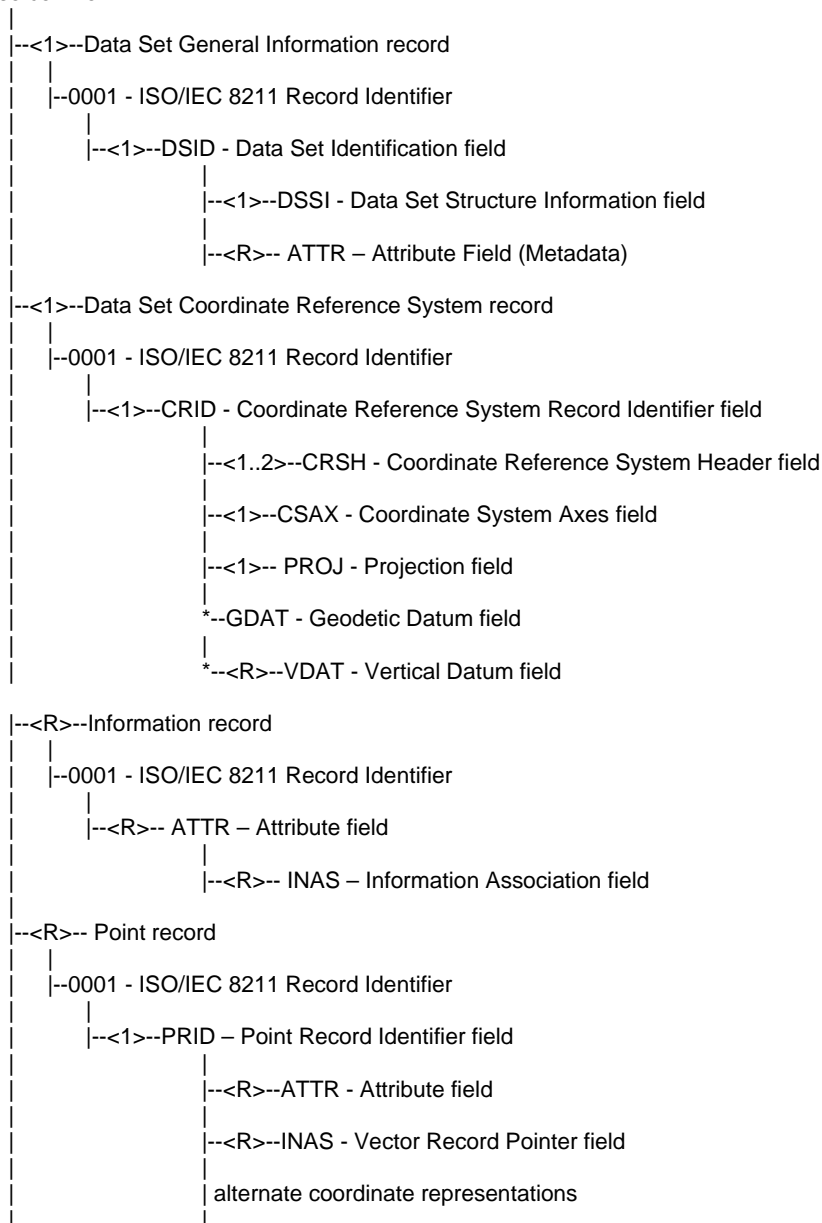 |--<1>--Data Set General Information record
|--0001 - ISO/IEC 8211 Record Identifier
|--<1>--DSID - Data Set Identification field
|--<1>--DSSI - Data Set Structure Information field
|--<R>-- ATTR – Attribute Field (Metadata)
|--<1>--Data Set Coordinate Reference System record
|--0001 - ISO/IEC 8211 Record Identifier
|--<1>--CRID - Coordinate Reference System Record Identifier field
|--<1..2>--CRSH - Coordinate Reference System Header field
|--<1>--CSAX - Coordinate System Axes field
|--<1>-- PROJ - Projection field
*--GDAT - Geodetic Datum field
*--<R>--VDAT - Vertical Datum field
|--<R>--Information record
|--0001 - ISO/IEC 8211 Record Identifier
|--<R>-- ATTR – Attribute field
|--<R>-- INAS – Information Association field
|--<R>-- Point record
|--0001 - ISO/IEC 8211 Record Identifier
|--<1>--PRID – Point Record Identifier field
|--<R>--ATTR - Attribute field
|--<R>--INAS - Vector Record Pointer field
| alternate coordinate representations